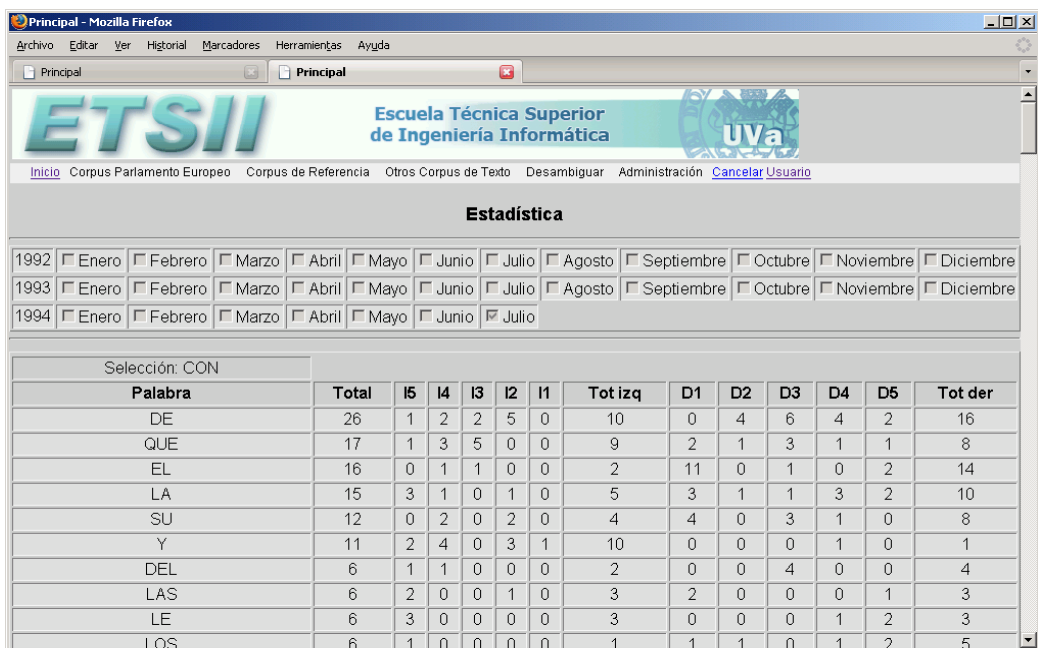 Principal - Mozilla Firefox
Archivo Editar Ver Historial Marcadores Herramientas Ayuda
Principal Principal
ETSII Escuela Técnica Superior
de Ingeniería Informática UVa
Inicio Corpus Parlamento Europeo Corpus de Referencia Otros Corpus de Texto Desambiguar Administración Cancelar Usuario
Estadística
1992 Enero Febrero Marzo Abril Mayo Junio Julio Agosto Septiembre Octubre Noviembre Diciembre
1993 Enero Febrero Marzo Abril Mayo Junio Julio Agosto Septiembre Octubre Noviembre Diciembre
1994 Enero Febrero Marzo Abril Mayo Junio Julio
Selección: CON
Palabra Total I5 I4 I3 I2 I1 Tot izq D1 D2 D3 D4 D5 Tot der
DE 26 1 2 2 5 0 10 0 4 6 4 2 16
QUE 17 1 3 5 0 0 9 2 1 3 1 1 8
EL 16 0 1 1 0 0 2 11 0 1 0 2 14
LA 15 3 1 0 1 0 5 3 1 1 3 2 10
SU 12 0 2 0 2 0 4 4 0 3 1 0 8
Y 11 2 4 0 3 1 10 0 0 0 1 0 1
DEL 6 1 1 0 0 0 2 0 0 4 0 0 4
LAS 6 2 0 0 1 0 3 2 0 0 0 1 3
LE 6 3 0 0 0 0 3 0 0 0 1 2 3
LOS 6 1 0 0 0 0 1 1 1 0 1 2 5